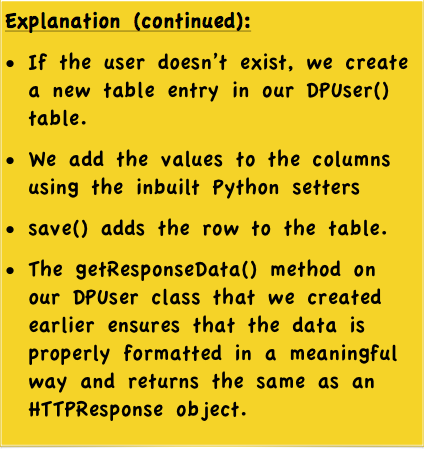 Explanation (continued):
• If the user doesn't exist, we create
a new table entry in our DPUser()
table.
• We add the values to the columns
using the inbuilt Python setters
• save() adds the row to the table.
• The getResponseData() method on
our DPUser class that we created
earlier ensures that the data is
properly formatted in a meaningful
way and returns the same as an
HTTPResponse object.